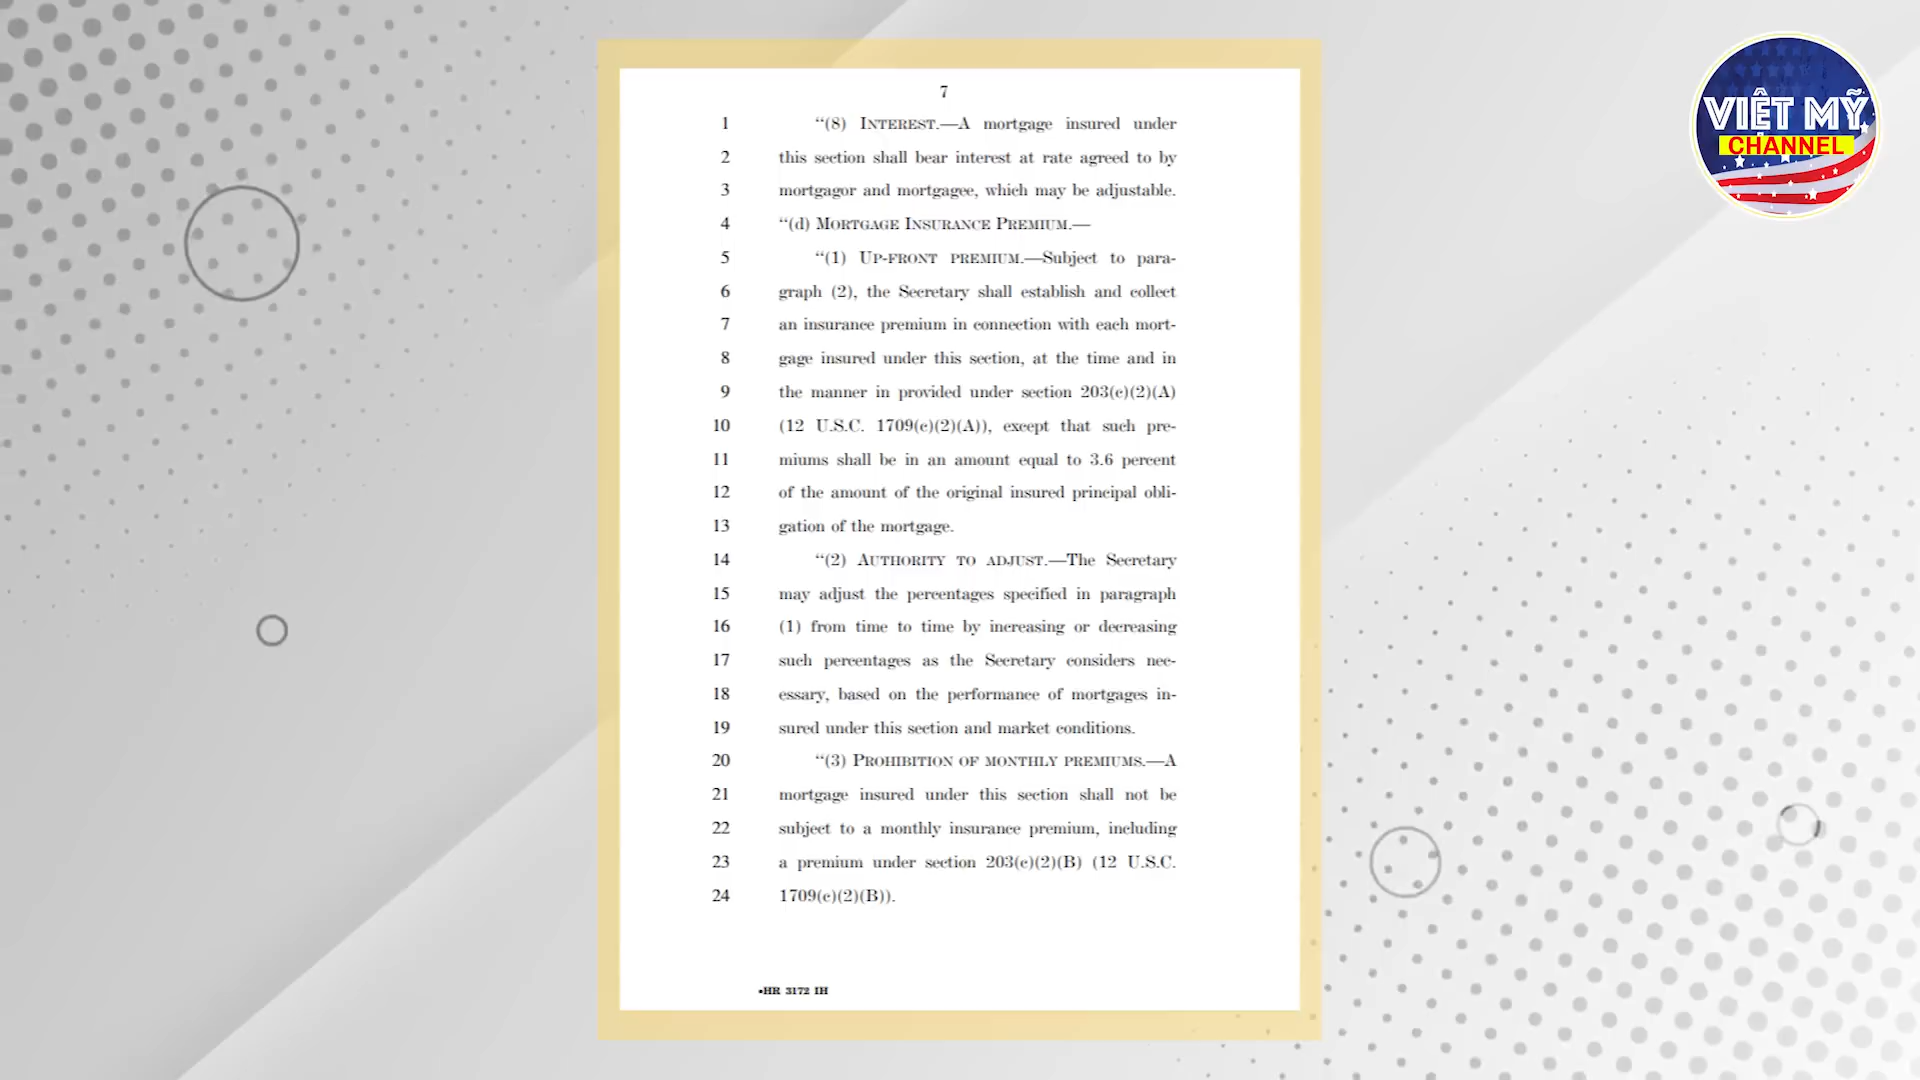 7
1 “(8) INTEREST.—A mortgage insured under
2 this section shall bear interest at rate agreed to by
3 mortgagor and mortgagee, which may be adjustable.
4 “(d) MORTGAGE INSURANCE PREMIUM.—
5 “(1) UP-FRONT PREMIUM.—Subject to para-
6 graph (2), the Secretary shall establish and collect
7 an insurance premium in connection with each mort-
8 gage insured under this section, at the time and in
9 the manner in provided under section 203(c)(2)(A)
10 (12 U.S.C. 1709(c)(2)(A)), except that such pre-
11 miums shall be in an amount equal to 3.6 percent
12 of the amount of the original insured principal obli-
13 gation of the mortgage.
14 “(2) AUTHORITY TO ADJUST.—The Secretary
15 may adjust the percentages specified in paragraph
16 (1) from time to time by increasing or decreasing
17 such percentages as the Secretary considers nec-
18 essary, based on the performance of mortgages in-
19 sured under this section and market conditions.
20 “(3) PROHIBITION OF MONTHLY PREMIUMS.—A
21 mortgage insured under this section shall not be
22 subject to a monthly insurance premium, including
23 a premium under section 203(c)(2)(B) (12 U.S.C.
24 1709(c)(2)(B)).
•HR 3172 IH
VIỆT MỸ
CHANNEL